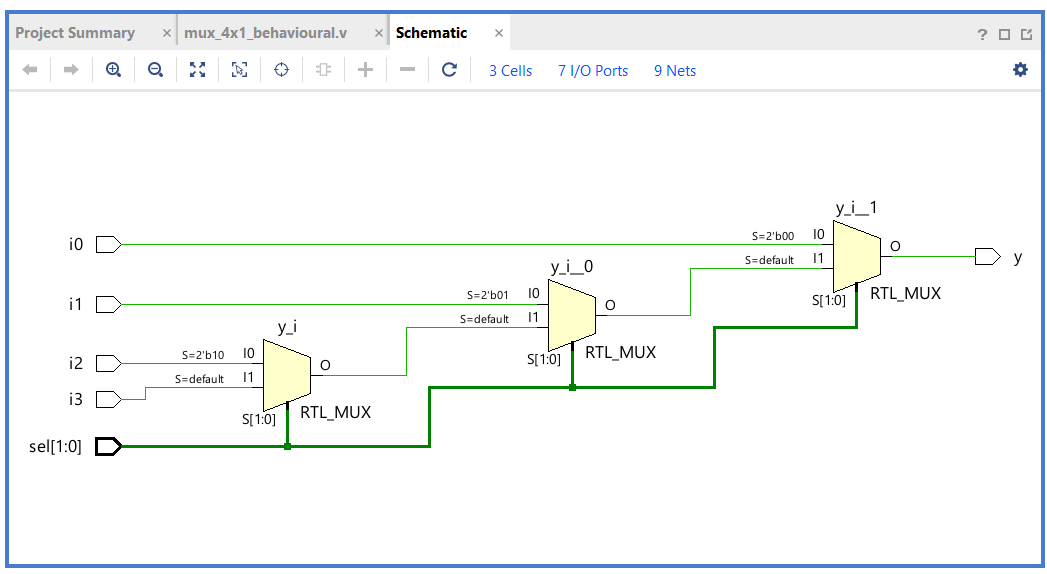 Project Summary × mux_4x1_behavioural.v × Schematic × ?
3 Cells 7 I/O Ports 9 Nets
y_i__1
i0 S=2'b00 I0 O
S=default I1 y
y_i__0
S[1:0] RTL_MUX
i1 S=2'b01 I0 O
S=default I1
y_i
S[1:0] RTL_MUX
i2 S=2'b10 I0 O
S=default I1
i3
S[1:0] RTL_MUX
sel[1:0]